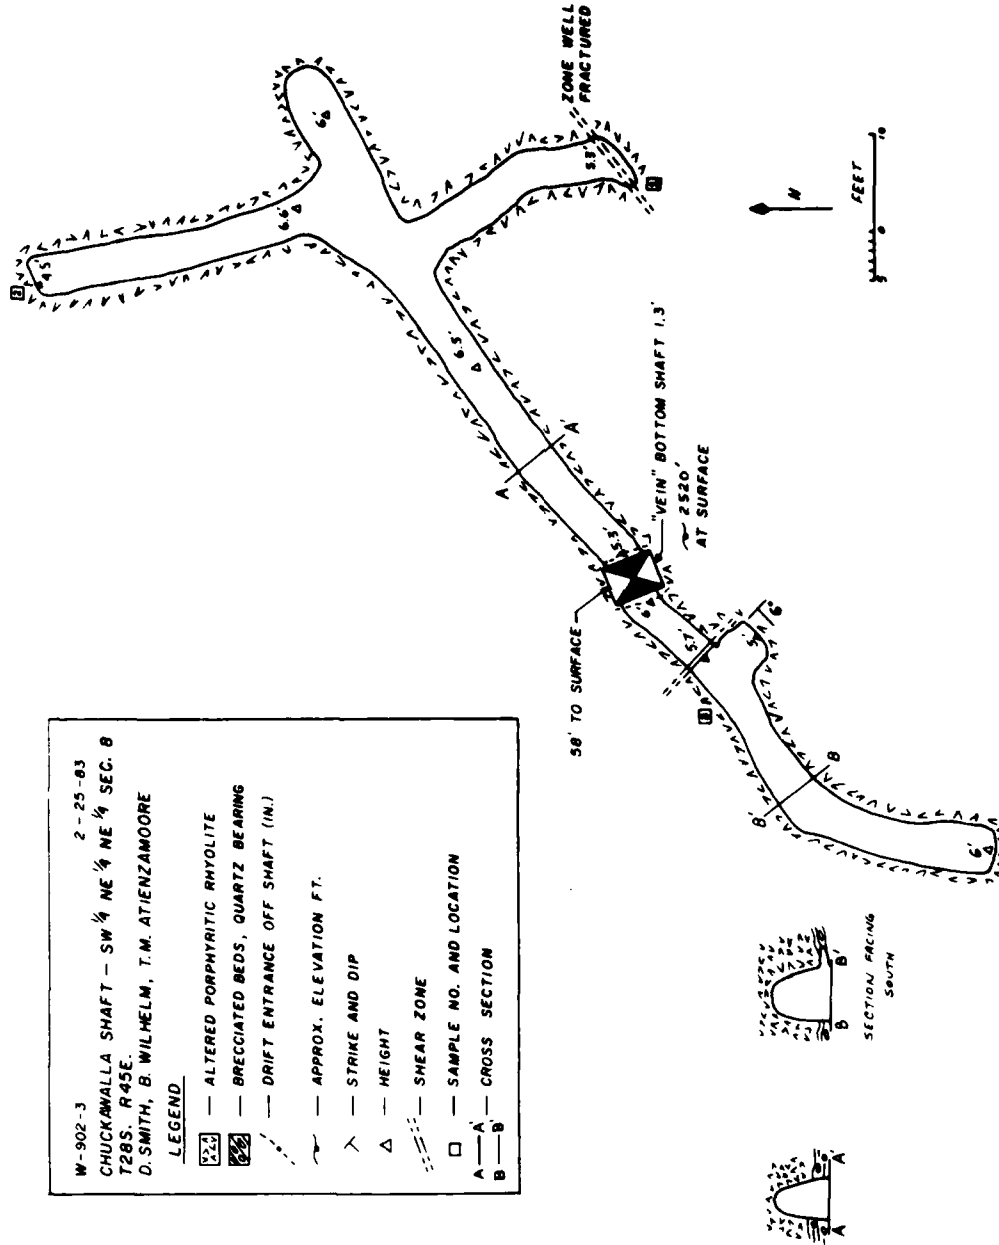 W-902-3 2-25-83
CHUCKAWALLA SHAFT — SW 1/4 NE 1/4 NE 1/4 SEC. 8
T28S. R45E.
D. SMITH, B. WILHELM, T.M. ATIENZAMOORE
LEGEND
— ALTERED PORPHYRITIC RHYOLITE
— BRECCIATED BEDS, QUARTZ BEARING
— DRIFT ENTRANCE OFF SHAFT (IN.)
— APPROX. ELEVATION FT.
— STRIKE AND DIP
— HEIGHT
— SHEAR ZONE
— SAMPLE NO. AND LOCATION
A — A' — CROSS SECTION
B — B'
4.5'
6.6'
6'
ZONE WELL
FRACTURED
5.3'
6.5'
A
A'
5.3'
"VEIN" BOTTOM SHAFT 1.3'
2520'
AT SURFACE
58' TO SURFACE
6'
5.7'
6°
B'
B
6'
N
FEET
5 0 10
A A'
B B'
SECTION FACING
SOUTH